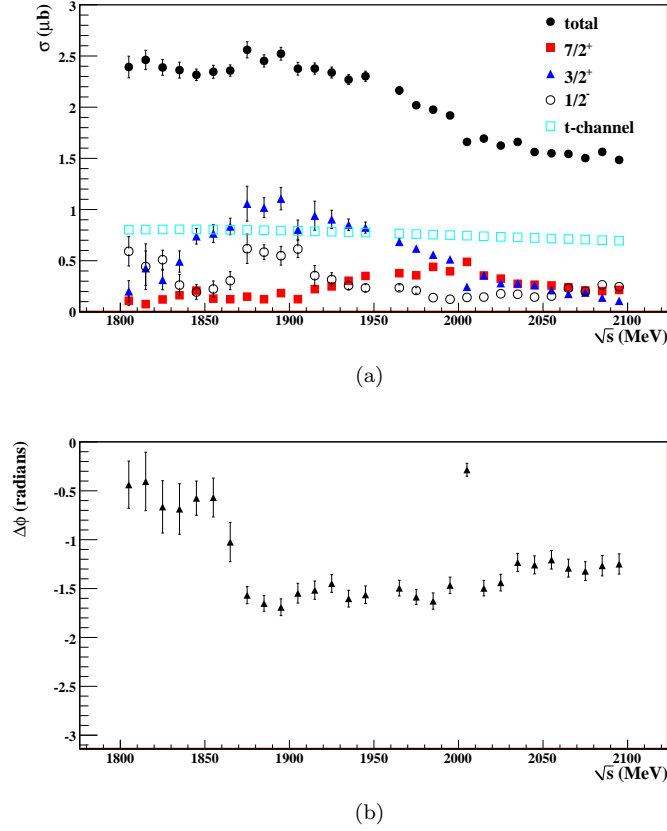 σ (μb)
3
2.5
2
1.5
1
0.5
0
total
7/2⁺
3/2⁺
1/2⁻
t-channel
1800 1850 1900 1950 2000 2050 2100
√s (MeV)
(a)
Δϕ (radians)
0
-0.5
-1
-1.5
-2
-2.5
-3
1800 1850 1900 1950 2000 2050 2100
√s (MeV)
(b)